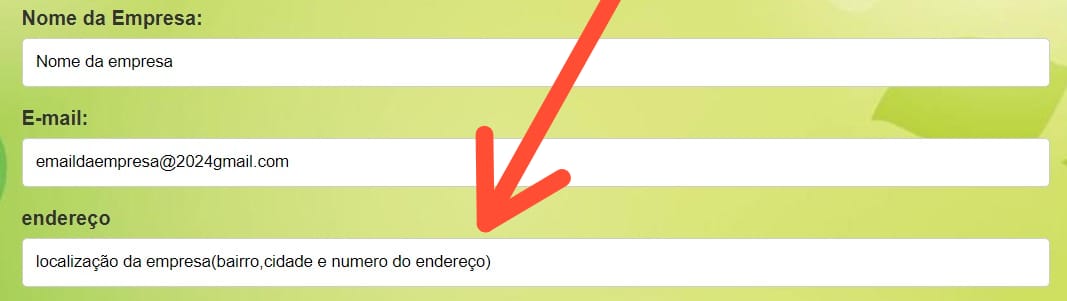 Nome da Empresa:
Nome da empresa
E-mail:
emaildaempresa@2024gmail.com
endereço
localização da empresa(bairro,cidade e numero do endereço)